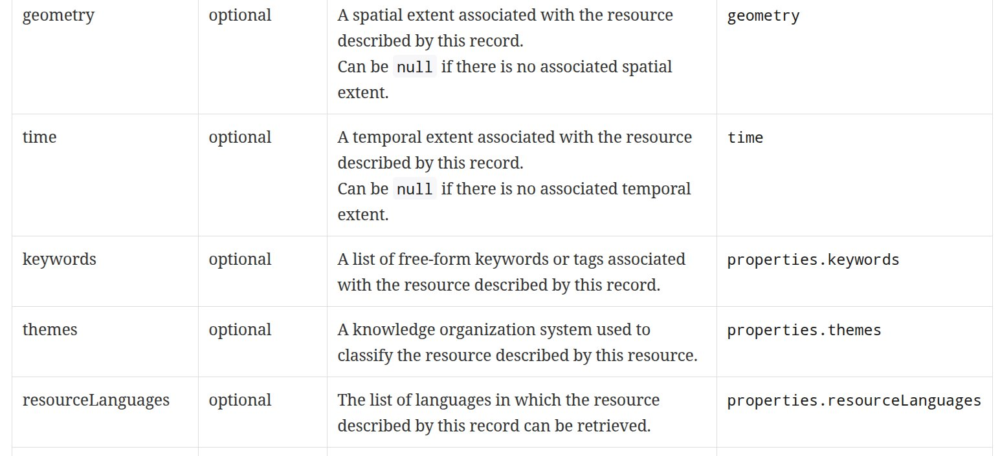 geometry
optional
A spatial extent associated with the resource
described by this record.
Can be null if there is no associated spatial
extent.
geometry
time
optional
A temporal extent associated with the resource
described by this record.
Can be null if there is no associated temporal
extent.
time
keywords
optional
A list of free-form keywords or tags associated
with the resource described by this record.
properties.keywords
themes
optional
A knowledge organization system used to
classify the resource described by this resource.
properties.themes
resourceLanguages
optional
The list of languages in which the resource
described by this record can be retrieved.
properties.resourceLanguages